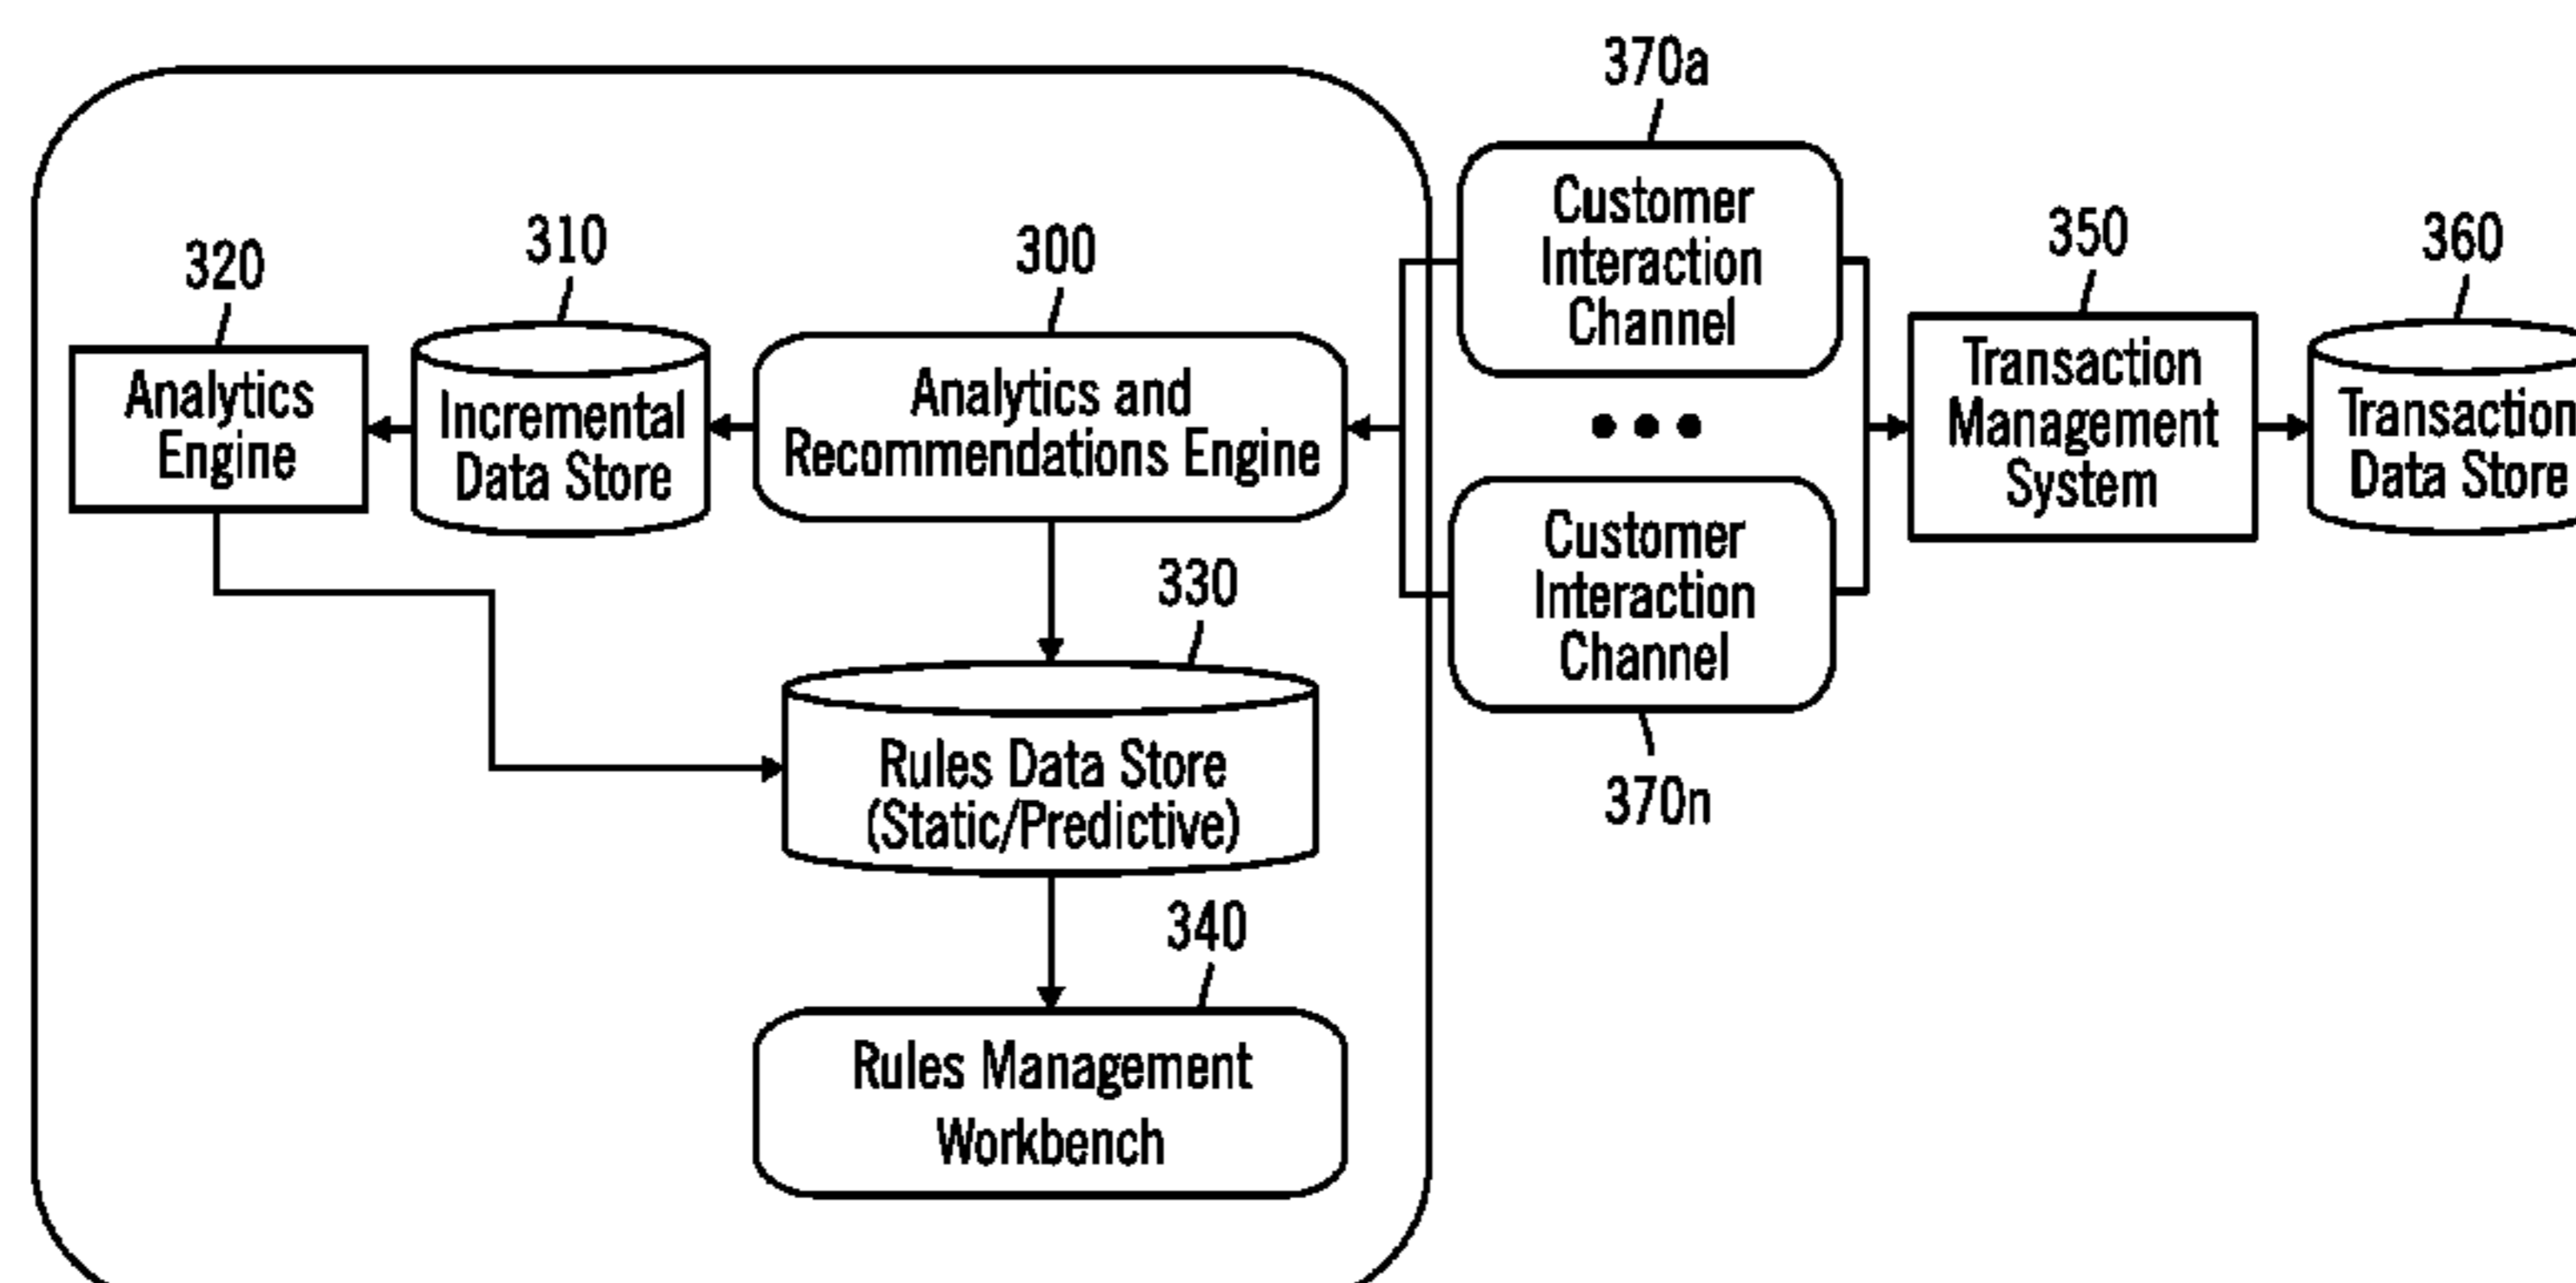 370a
Customer
Interaction
Channel
320
310
300
350
360
Analytics
Engine
Incremental
Data Store
Analytics and
Recommendations Engine
Transaction
Management
System
Transaction
Data Store
330
Customer
Interaction
Channel
370n
Rules Data Store
(Static/Predictive)
340
Rules Management
Workbench